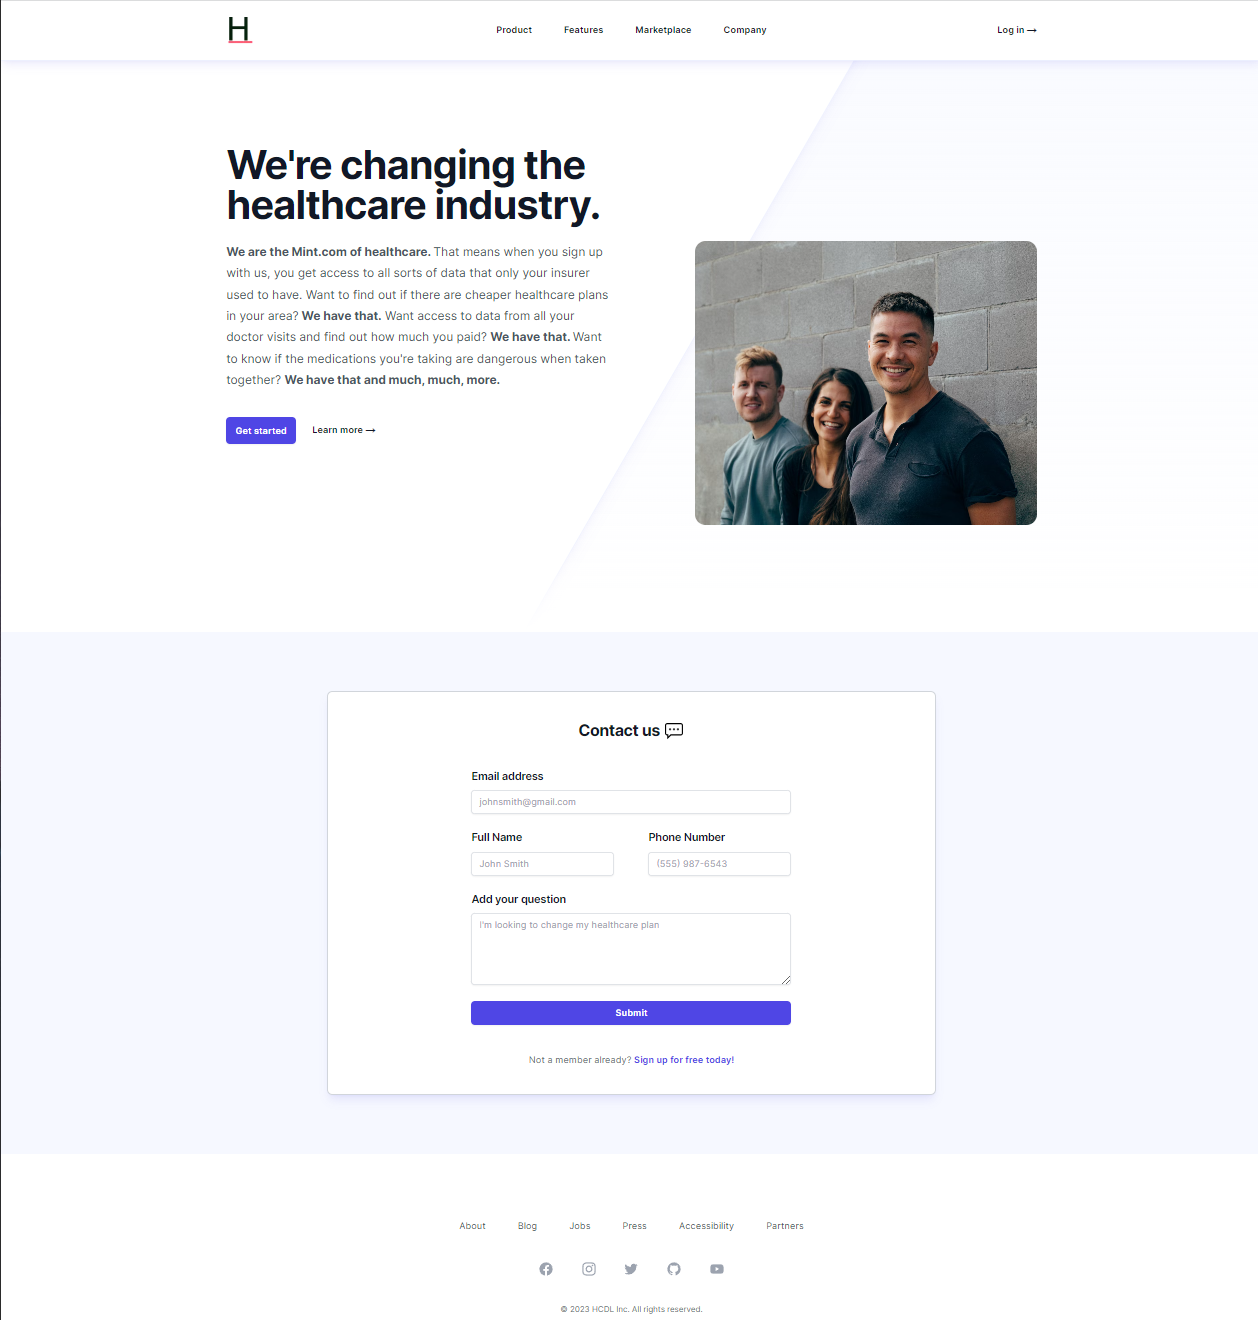 H
Product Features Marketplace Company Log in →
We're changing the
healthcare industry.
We are the Mint.com of healthcare. That means when you sign up
with us, you get access to all sorts of data that only your insurer
used to have. Want to find out if there are cheaper healthcare plans
in your area? We have that. Want access to data from all your
doctor visits and find out how much you paid? We have that. Want
to know if the medications you're taking are dangerous when taken
together? We have that and much, much, more.
Get started Learn more →
Contact us
Email address
johnsmith@gmail.com
Full Name Phone Number
John Smith (555) 987-6543
Add your question
I'm looking to change my healthcare plan
Submit
Not a member already? Sign up for free today!
About Blog Jobs Press Accessibility Partners
© 2023 HCDL Inc. All rights reserved.